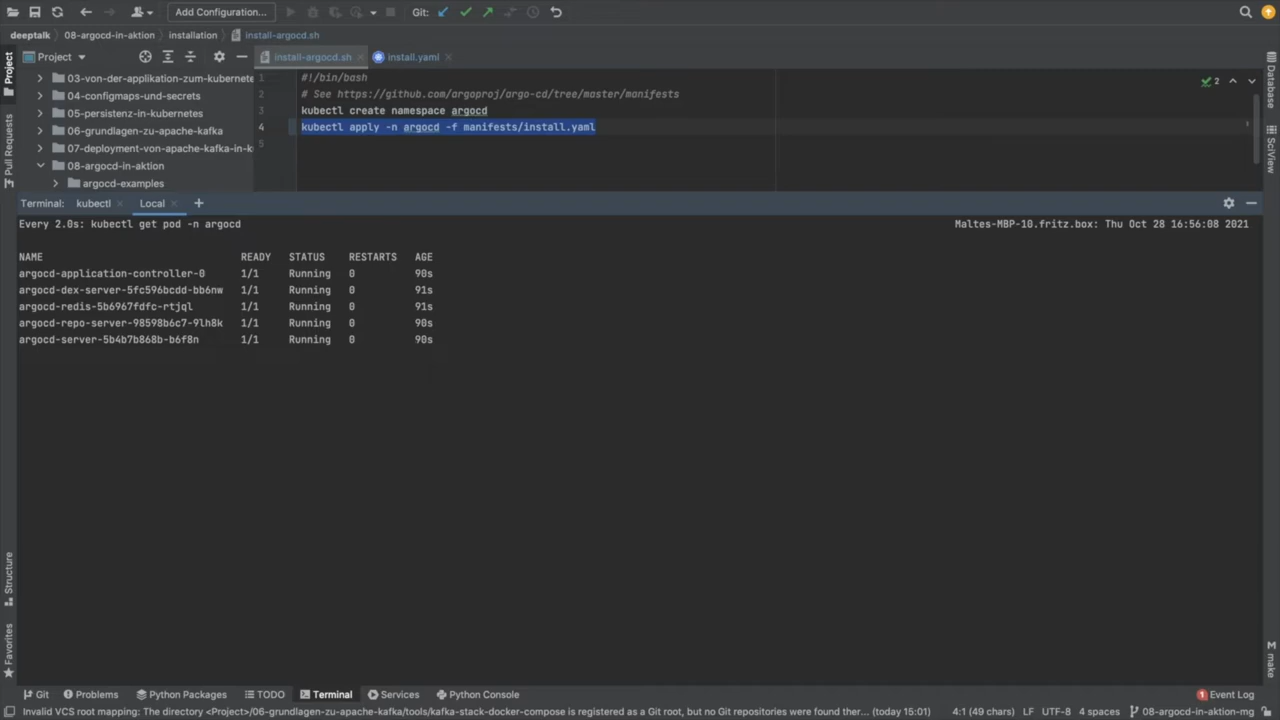 Add Configuration...
Git:
deeptalk
08-argocd-in-aktion
installation
install-argocd.sh
Project
install-argocd.sh
install.yaml
Project
Pull Requests
Structure
Favorites
Database
SciView
make
03-von-der-applikation-zum-kubernete
04-configmaps-und-secrets
05-persistenz-in-kubernetes
06-grundlagen-zu-apache-kafka
07-deployment-von-apache-kafka-in-k
08-argocd-in-aktion
argocd-examples
1 #!/bin/bash
2 # See https://github.com/argoproj/argo-cd/tree/master/manifests
3 kubectl create namespace argocd
4 kubectl apply -n argocd -f manifests/install.yaml
5
2
Terminal: kubectl Local
Every 2.0s: kubectl get pod -n argocd Maltes-MBP-10.fritz.box: Thu Oct 28 16:56:08 2021
NAME READY STATUS RESTARTS AGE
argocd-application-controller-0 1/1 Running 0 90s
argocd-dex-server-5fc596bcdd-bb6nw 1/1 Running 0 91s
argocd-redis-5b6967fdfc-rtjql 1/1 Running 0 91s
argocd-repo-server-98598b6c7-9lh8k 1/1 Running 0 90s
argocd-server-5b4b7b868b-b6f8n 1/1 Running 0 90s
Git Problems Python Packages TODO Terminal Services Python Console 1 Event Log
Invalid VCS root mapping: The directory <Project>/06-grundlagen-zu-apache-kafka/tools/kafka-stack-docker-compose is registered as a Git root, but no Git repositories were found ther... (today 15:01) 4:1 (49 chars) LF UTF-8 4 spaces 08-argocd-in-aktion-mg